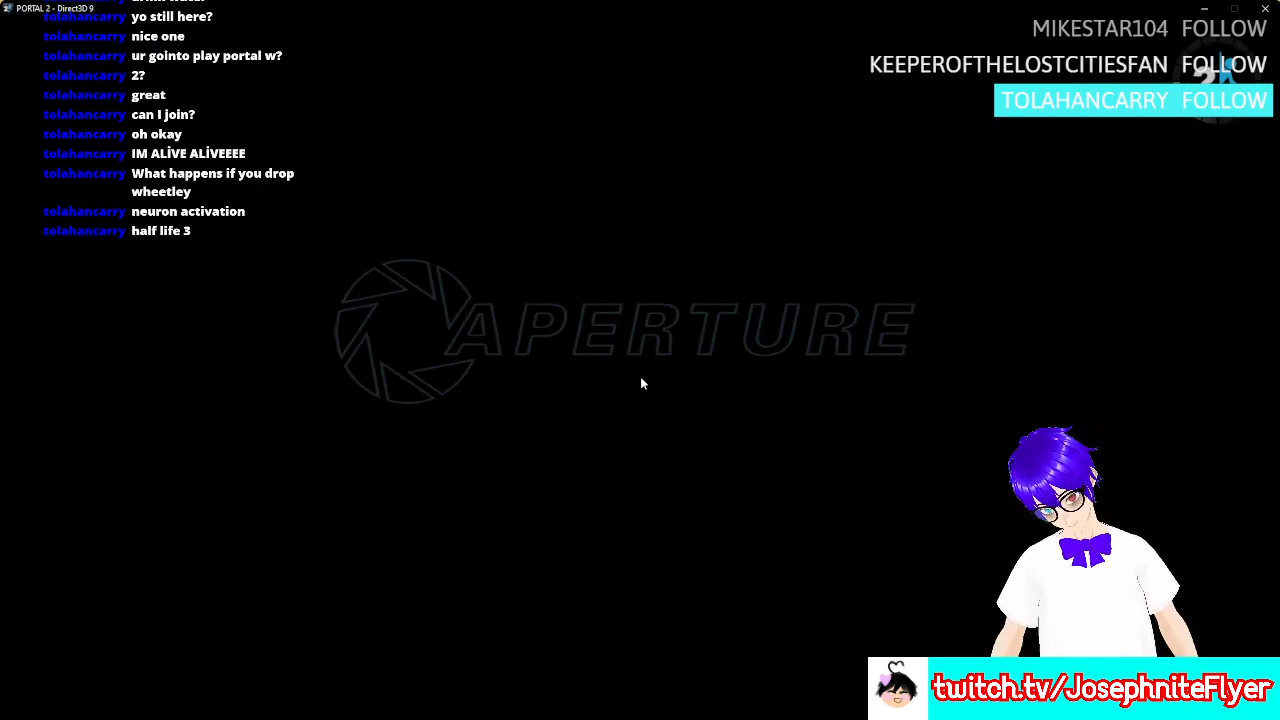 PORTAL 2 - Direct3D 9
tolahancarry yo still here?
tolahancarry nice one
tolahancarry ur gointo play portal w?
tolahancarry 2?
tolahancarry great
tolahancarry can I join?
tolahancarry oh okay
tolahancarry IM ALİVE ALİVEEEE
tolahancarry What happens if you drop
wheetley
tolahancarry neuron activation
tolahancarry half life 3
MIKESTAR104 FOLLOW
KEEPEROFTHELOSTCITIESFAN FOLLOW
TOLAHANCARRY FOLLOW
2
APERTURE
twitch.tv/JosephniteFlyer